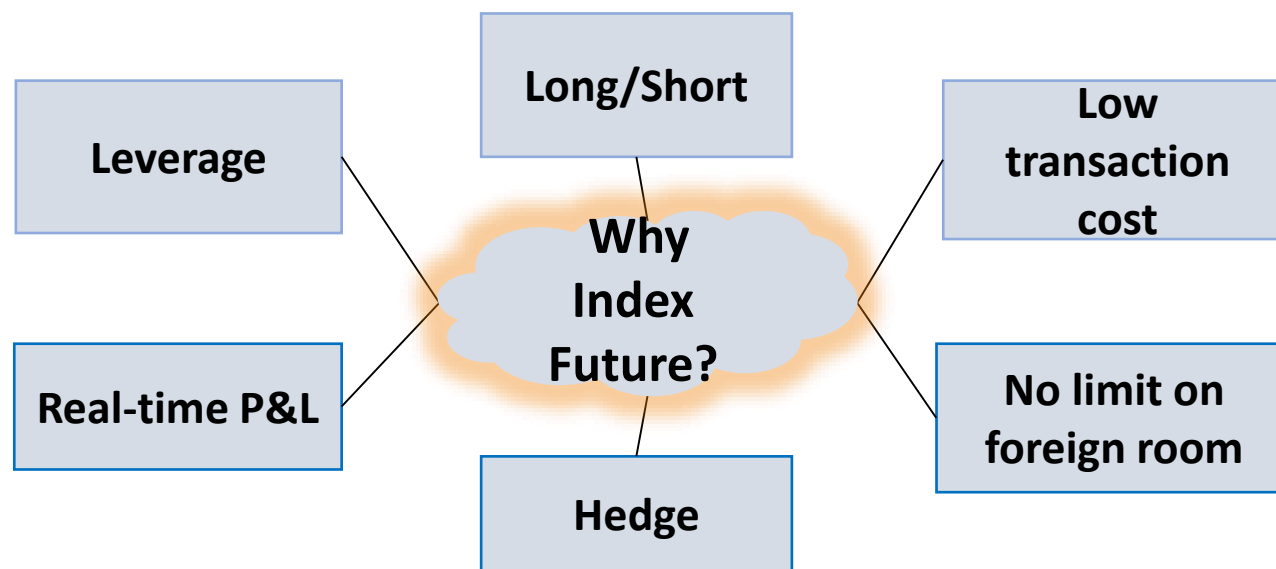 Long/Short
Leverage
Low
transaction
cost
Why
Index
Future?
Real-time P&L
No limit on
foreign room
Hedge